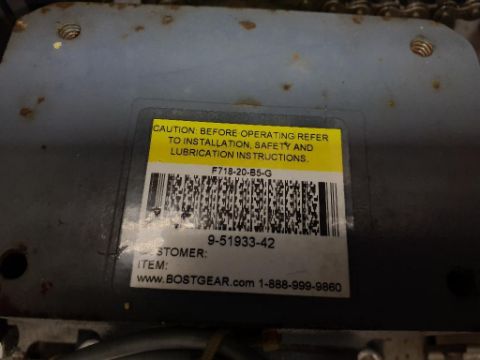 CAUTION: BEFORE OPERATING REFER
TO INSTALLATION, SAFETY AND
LUBRICATION INSTRUCTIONS.
F718-20-B5-G
9-51933-42
CUSTOMER:
ITEM:
www.BOSTGEAR.com 1-888-999-9860